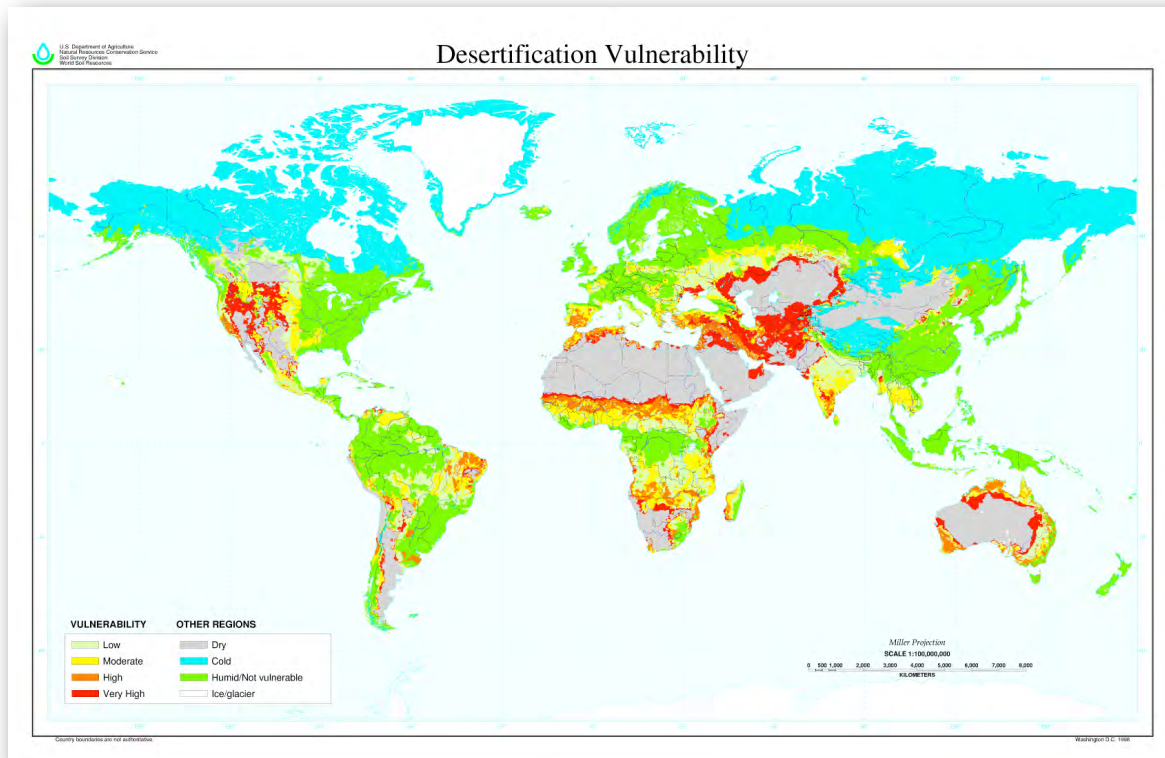 U.S. Department of Agriculture
Natural Resources Conservation Service
Soil Survey Division
World Soil Resources
Desertification Vulnerability
VULNERABILITY
Low
Moderate
High
Very High
OTHER REGIONS
Dry
Cold
Humid/Not vulnerable
Ice/glacier
Miller Projection
SCALE 1:100,000,000
0 500 1,000 2,000 3,000 4,000 5,000 6,000 7,000 8,000
KILOMETERS
Country boundaries are not authoritative.
Washington D.C. 1998